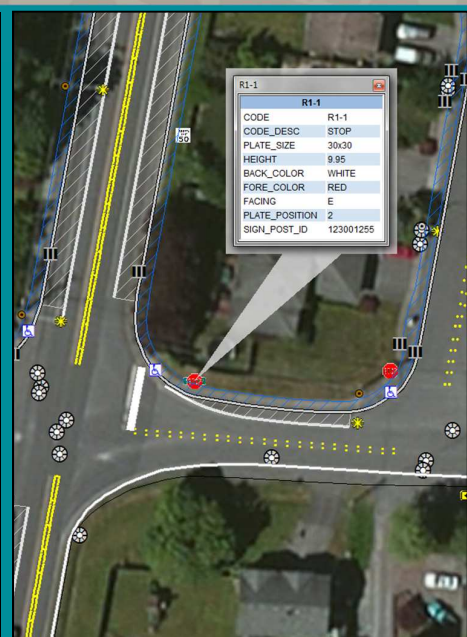 R1-1
R1-1
CODE R1-1
CODE_DESC STOP
PLATE_SIZE 30x30
HEIGHT 9.95
BACK_COLOR WHITE
FORE_COLOR RED
FACING E
PLATE_POSITION 2
SIGN_POST_ID 123001255
50